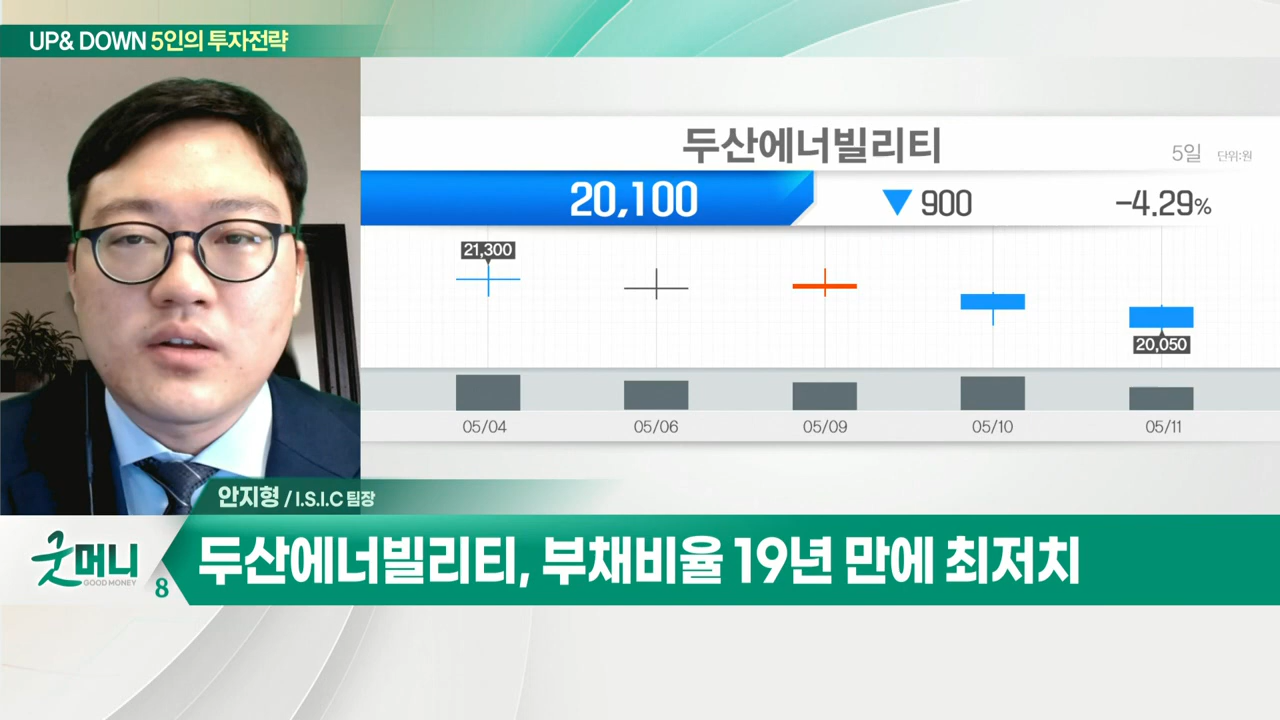 UP& DOWN 5인의 투자전략
두산에너빌리티
5일 단위:원
20,100 ▼ 900 -4.29%
21,300
20,050
05/04 05/06 05/09 05/10 05/11
안지형 / I.S.I.C 팀장
굿머니
GOOD MONEY
8
두산에너빌리티, 부채비율 19년 만에 최저치